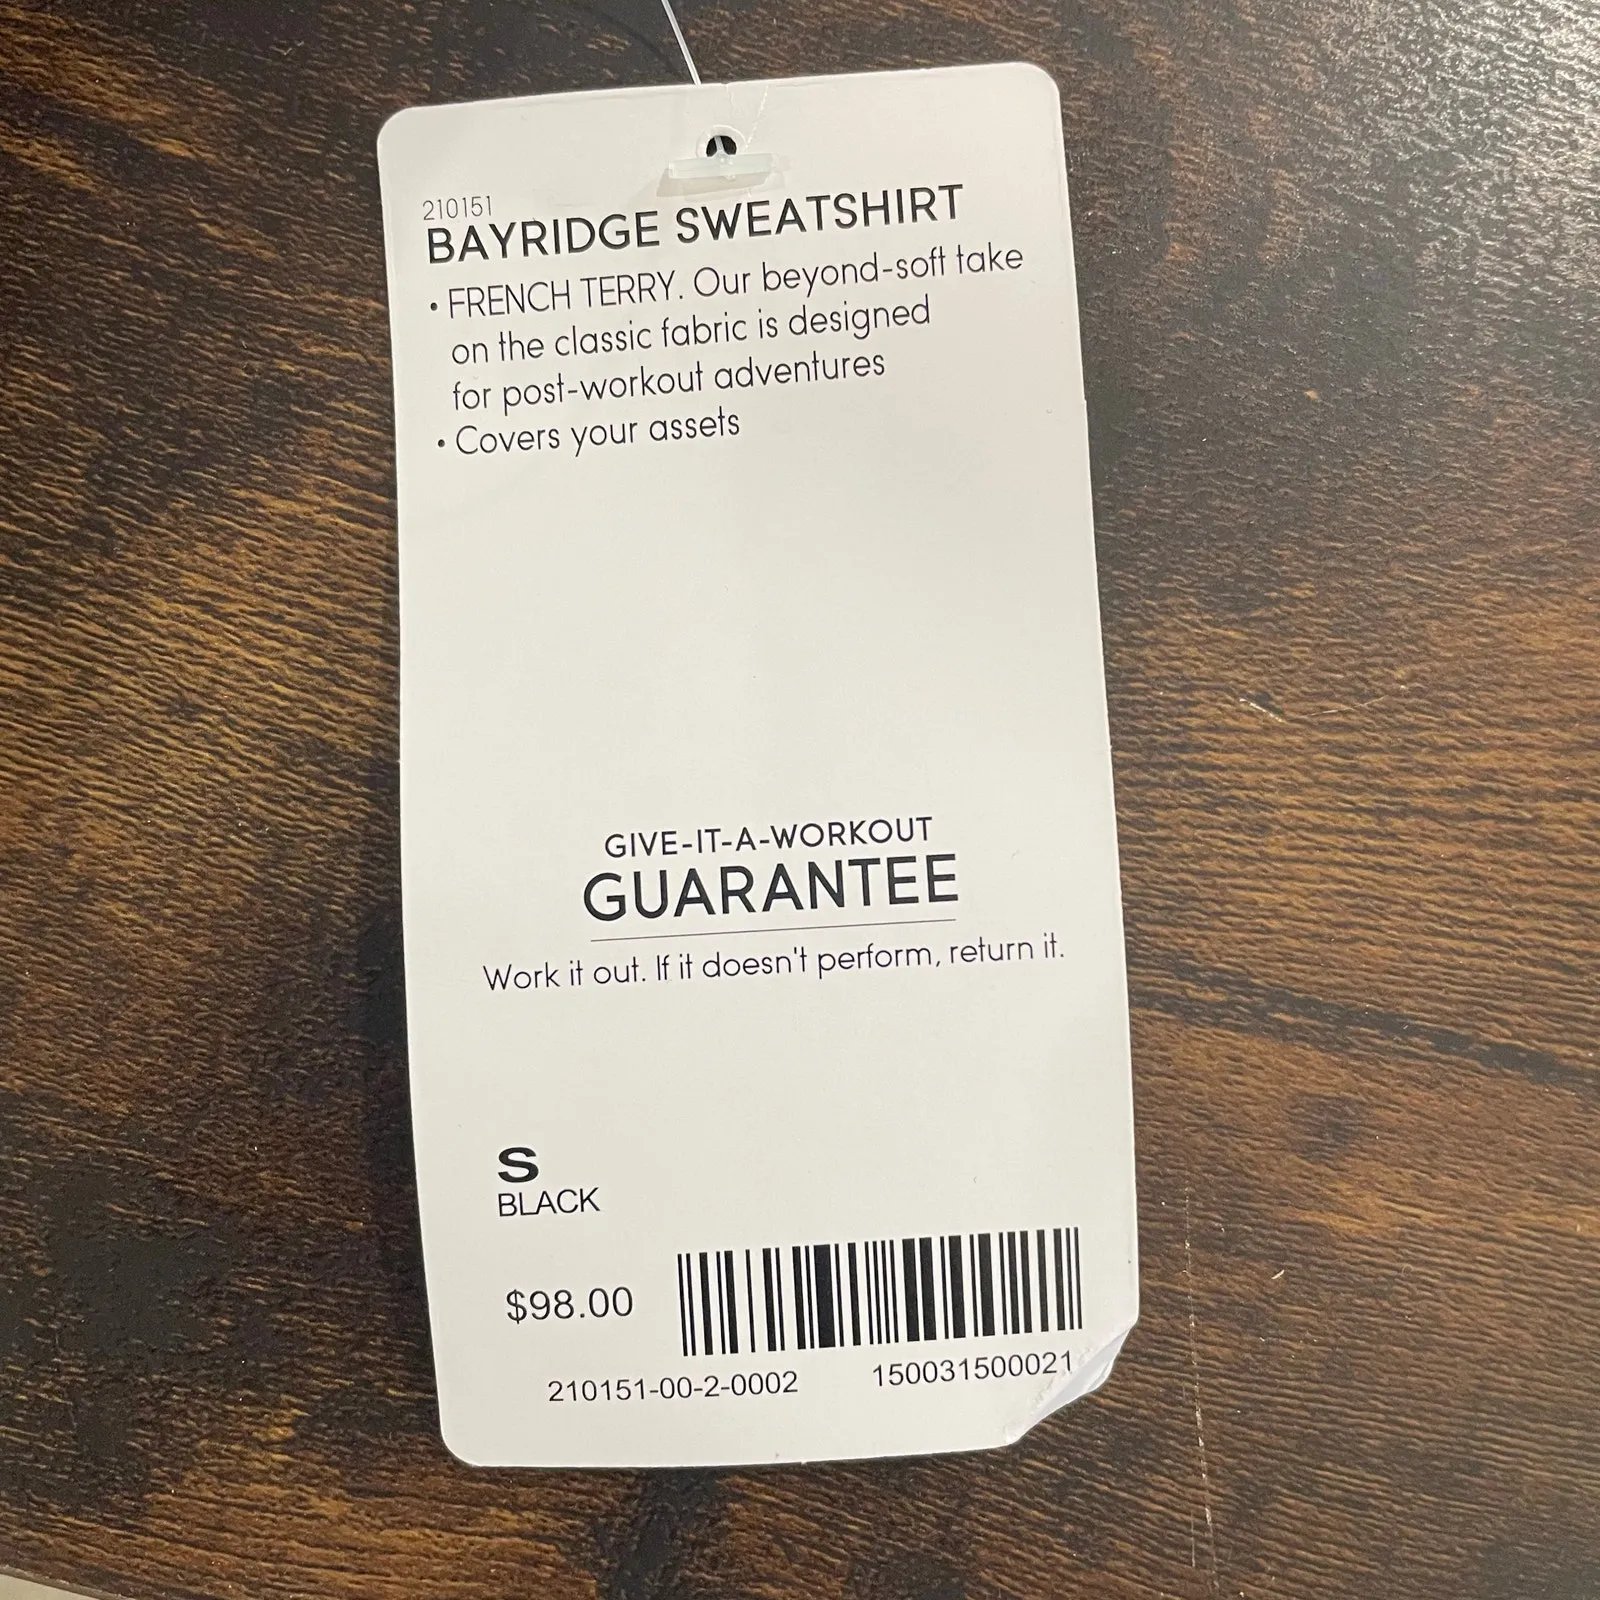 210151
BAYRIDGE SWEATSHIRT
• FRENCH TERRY. Our beyond-soft take
on the classic fabric is designed
for post-workout adventures
• Covers your assets
GIVE-IT-A-WORKOUT
GUARANTEE
Work it out. If it doesn't perform, return it.
S
BLACK
$98.00
210151-00-2-0002 150031500021